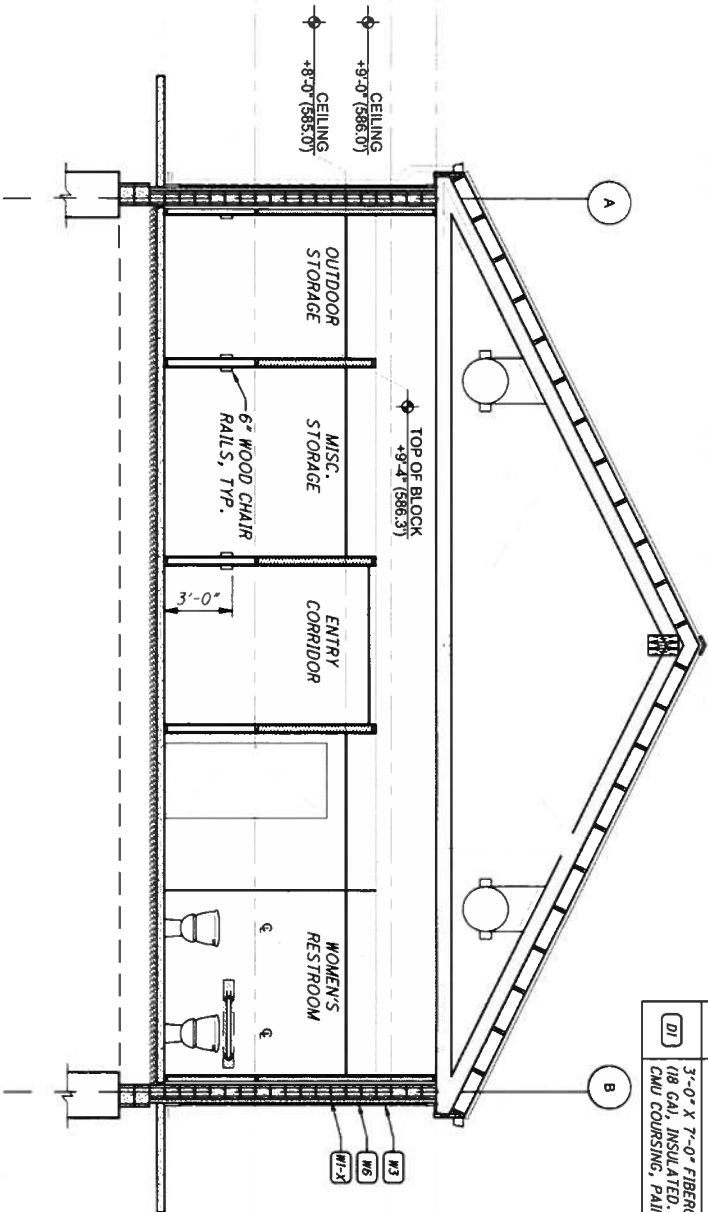 A
B
CEILING
+9'-0" (586.0')
CEILING
+8'-0" (585.0')
TOP OF BLOCK
+9'-4" (586.3')
OUTDOOR
STORAGE
MISC.
STORAGE
ENTRY
CORRIDOR
WOMEN'S
RESTROOM
6" WOOD CHAIR
RAILS, TYP.
3'-0"
W3
W6
W1-X
D1
3'-0" X 7'-0"
(18 GA), INSULATED.
CMU COURSING,